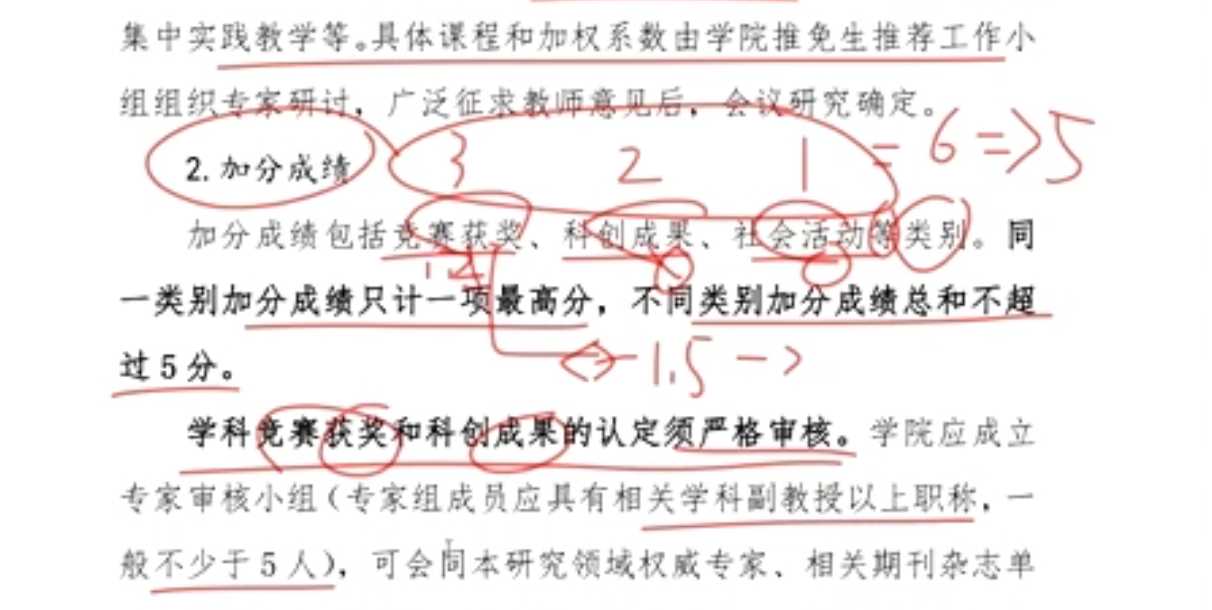 集中实践教学等。具体课程和加权系数由学院推免生推荐工作小
组组织专家研讨，广泛征求教师意见后，会议研究确定。
= 6 => 5
3 2 1
2. 加分成绩
加分成绩包括竞赛获奖、科创成果、社会活动等类别。同
一类别加分成绩只计一项最高分，不同类别加分成绩总和不超
过 5 分。
1.5
学科竞赛获奖和科创成果的认定须严格审核。学院应成立
专家审核小组（专家组成员应具有相关学科副教授以上职称，一
般不少于 5 人），可会同本研究领域权威专家、相关期刊杂志单